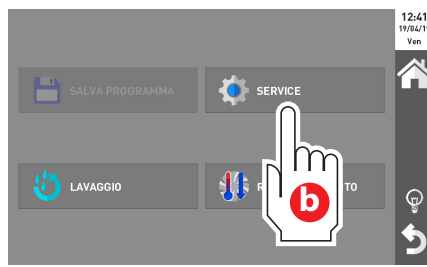 12:41
19/04/1
Ven
SALVA PROGRAMMA
SERVICE
LAVAGGIO
b